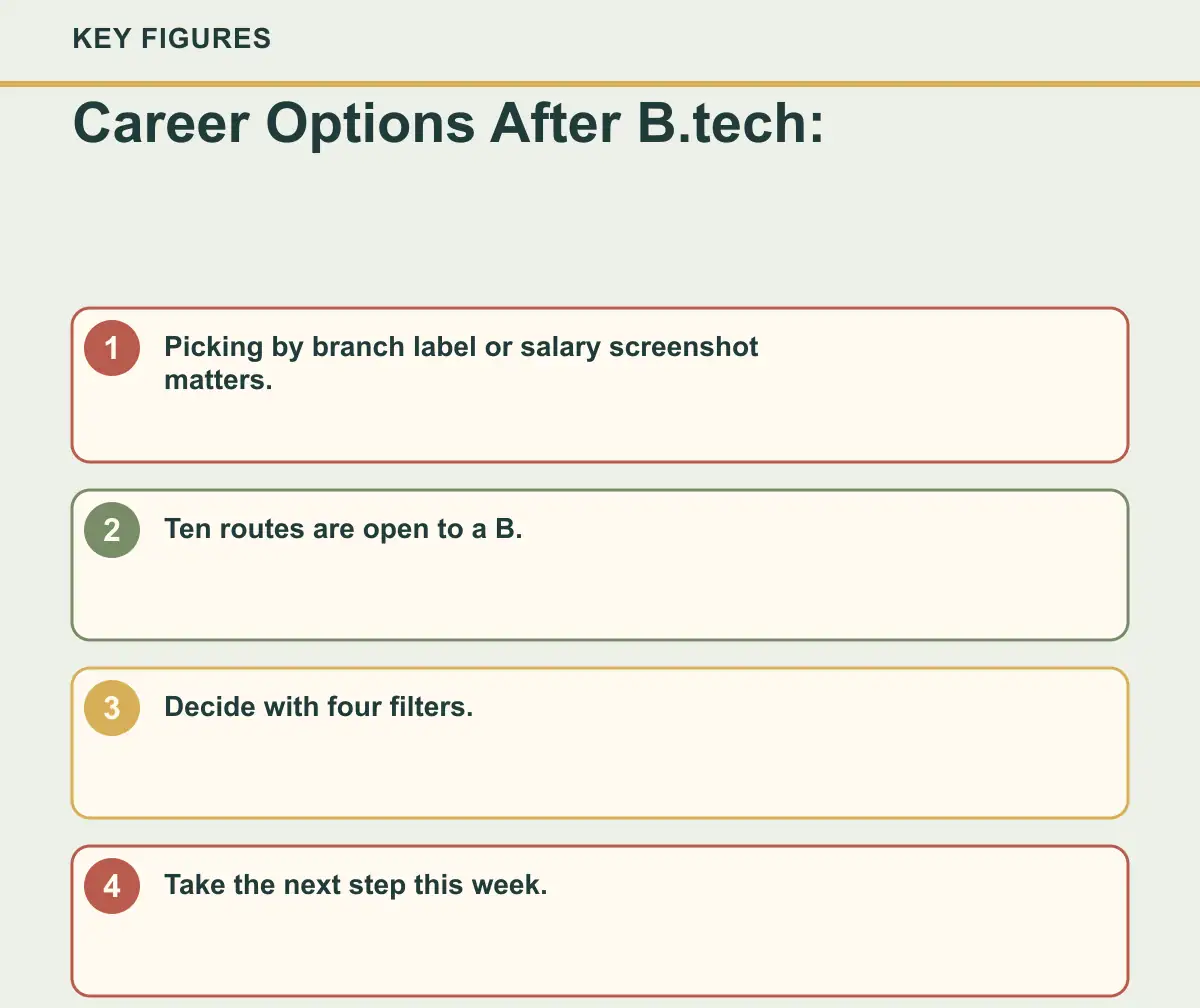 KEY FIGURES
Career Options After B.tech:
1
Picking by branch label or salary screenshot
matters.
2
Ten routes are open to a B.
3
Decide with four filters.
4
Take the next step this week.